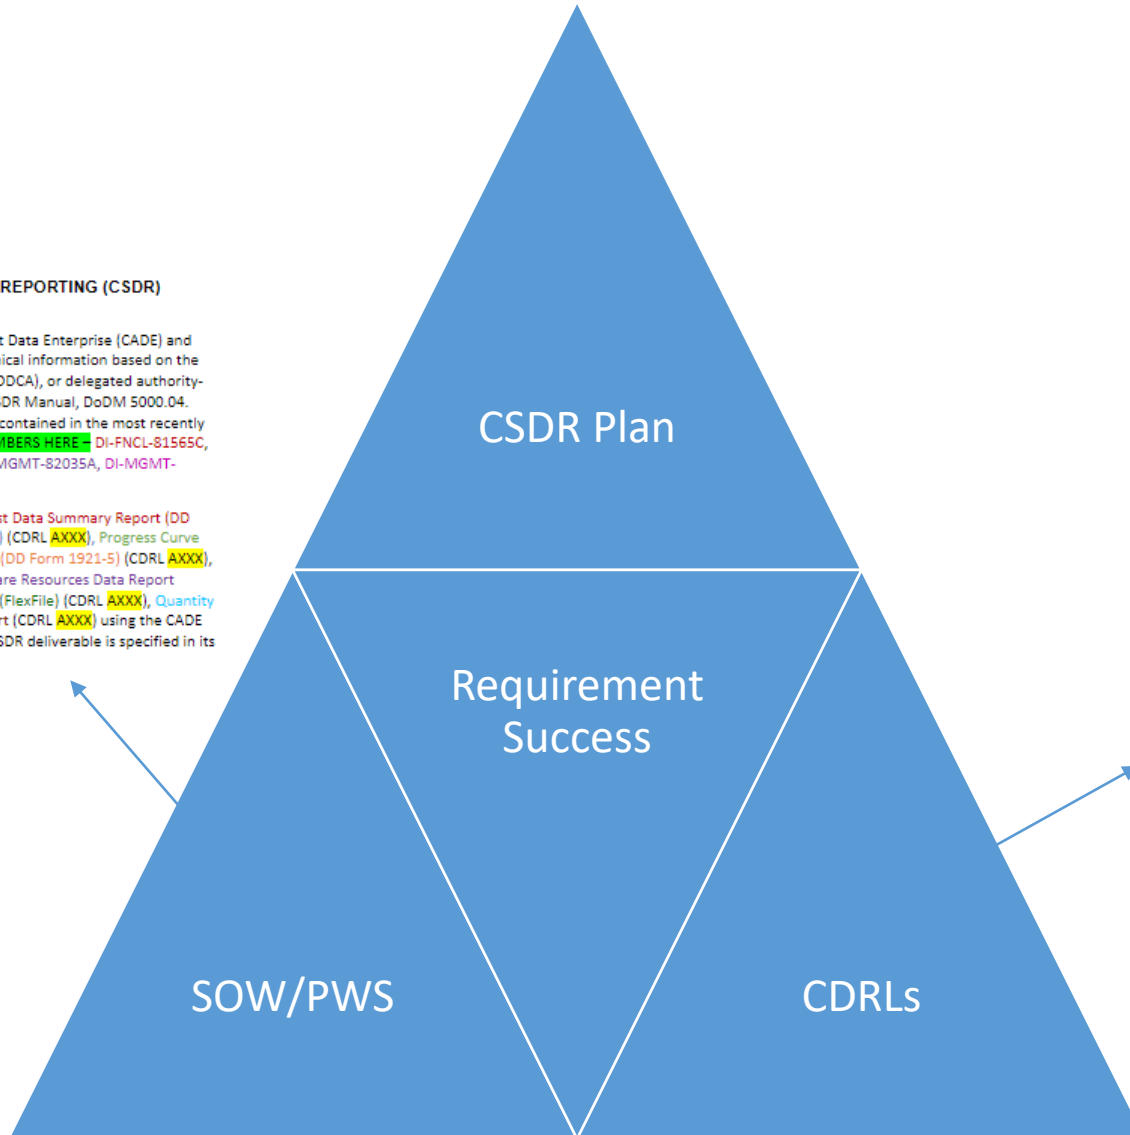 REPORTING (CSDR)
t Data Enterprise (CADE) and
nical information based on the
DDCA), or delegated authority-
SDR Manual, DoDM 5000.04.
contained in the most recently
MBERS HERE – DI-FNCL-81565C,
MGMT-82035A, DI-MGMT-
st Data Summary Report (DD
) (CDRL AXXX), Progress Curve
(DD Form 1921-5) (CDRL AXXX),
are Resources Data Report
(FlexFile) (CDRL AXXX), Quantity
rt (CDRL AXXX) using the CADE
SDR deliverable is specified in its
CSDR Plan
Requirement
Success
SOW/PWS
CDRLs